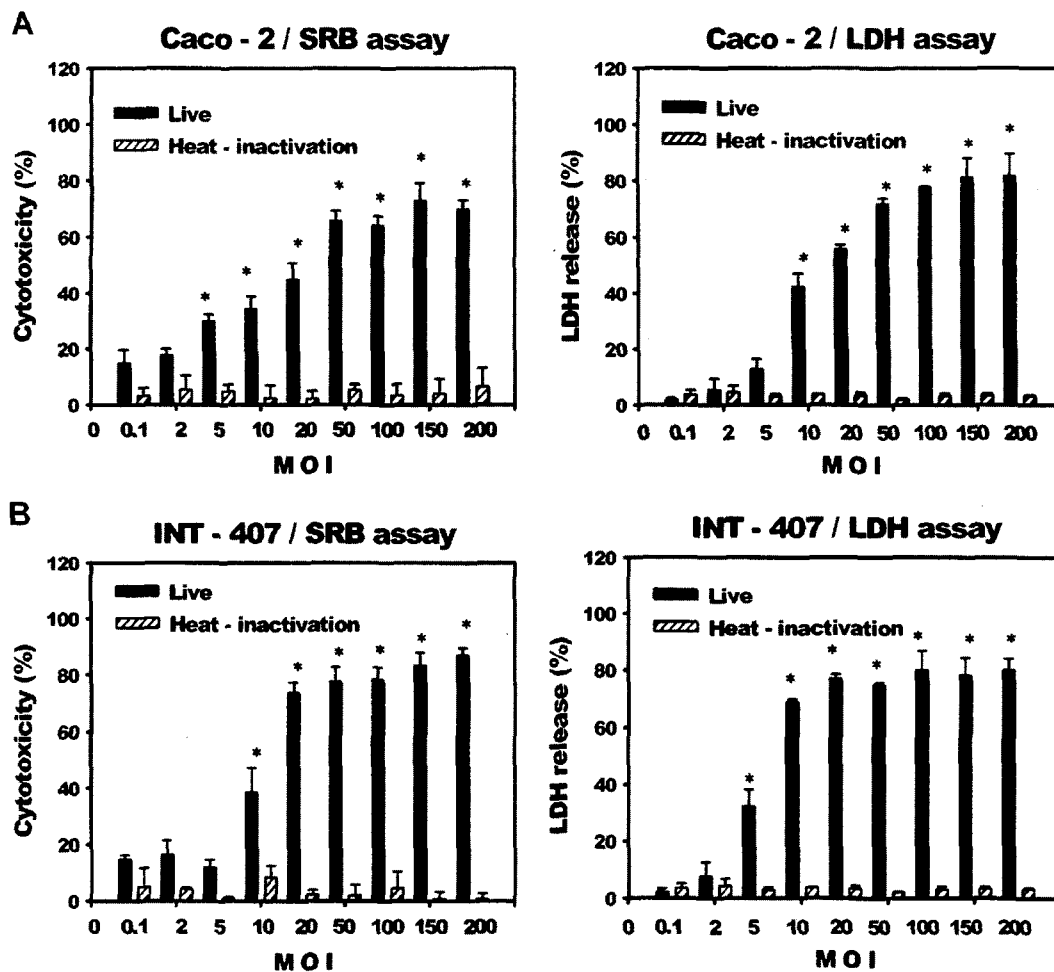 A
Caco - 2 / SRB assay
120
100
80
60
40
20
0
Cytotoxicity (%)
Live
Heat - inactivation
* * * * * * *
0 0.1 2 5 10 20 50 100 150 200
M O I
Caco - 2 / LDH assay
120
100
80
60
40
20
0
LDH release (%)
Live
Heat - inactivation
* * * * * *
0 0.1 2 5 10 20 50 100 150 200
M O I
B
INT - 407 / SRB assay
120
100
80
60
40
20
0
Cytotoxicity (%)
Live
Heat - inactivation
* * * * * *
0 0.1 2 5 10 20 50 100 150 200
M O I
INT - 407 / LDH assay
120
100
80
60
40
20
0
LDH release (%)
Live
Heat - inactivation
* * * * * * *
0 0.1 2 5 10 20 50 100 150 200
M O I